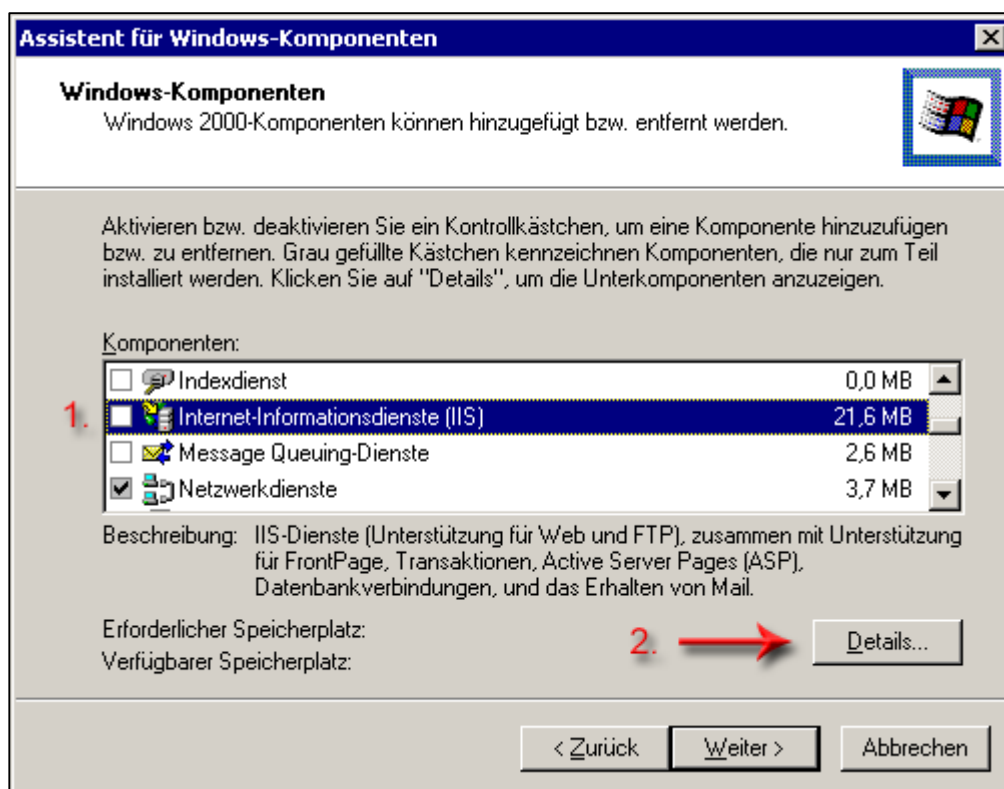 Assistent für Windows-Komponenten
Windows-Komponenten
Windows 2000-Komponenten können hinzugefügt bzw. entfernt werden.
Aktivieren bzw. deaktivieren Sie ein Kontrollkästchen, um eine Komponente hinzuzufügen
bzw. zu entfernen. Grau gefüllte Kästchen kennzeichnen Komponenten, die nur zum Teil
installiert werden. Klicken Sie auf "Details", um die Unterkomponenten anzuzeigen.
Komponenten:
Indexdienst 0,0 MB
1. Internet-Informationsdienste (IIS) 21,6 MB
Message Queuing-Dienste 2,6 MB
Netzwerkdienste 3,7 MB
Beschreibung: IIS-Dienste (Unterstützung für Web und FTP), zusammen mit Unterstützung
für FrontPage, Transaktionen, Active Server Pages (ASP),
Datenbankverbindungen, und das Erhalten von Mail.
Erforderlicher Speicherplatz:
2. Details...
Verfügbarer Speicherplatz:
< Zurück Weiter > Abbrechen